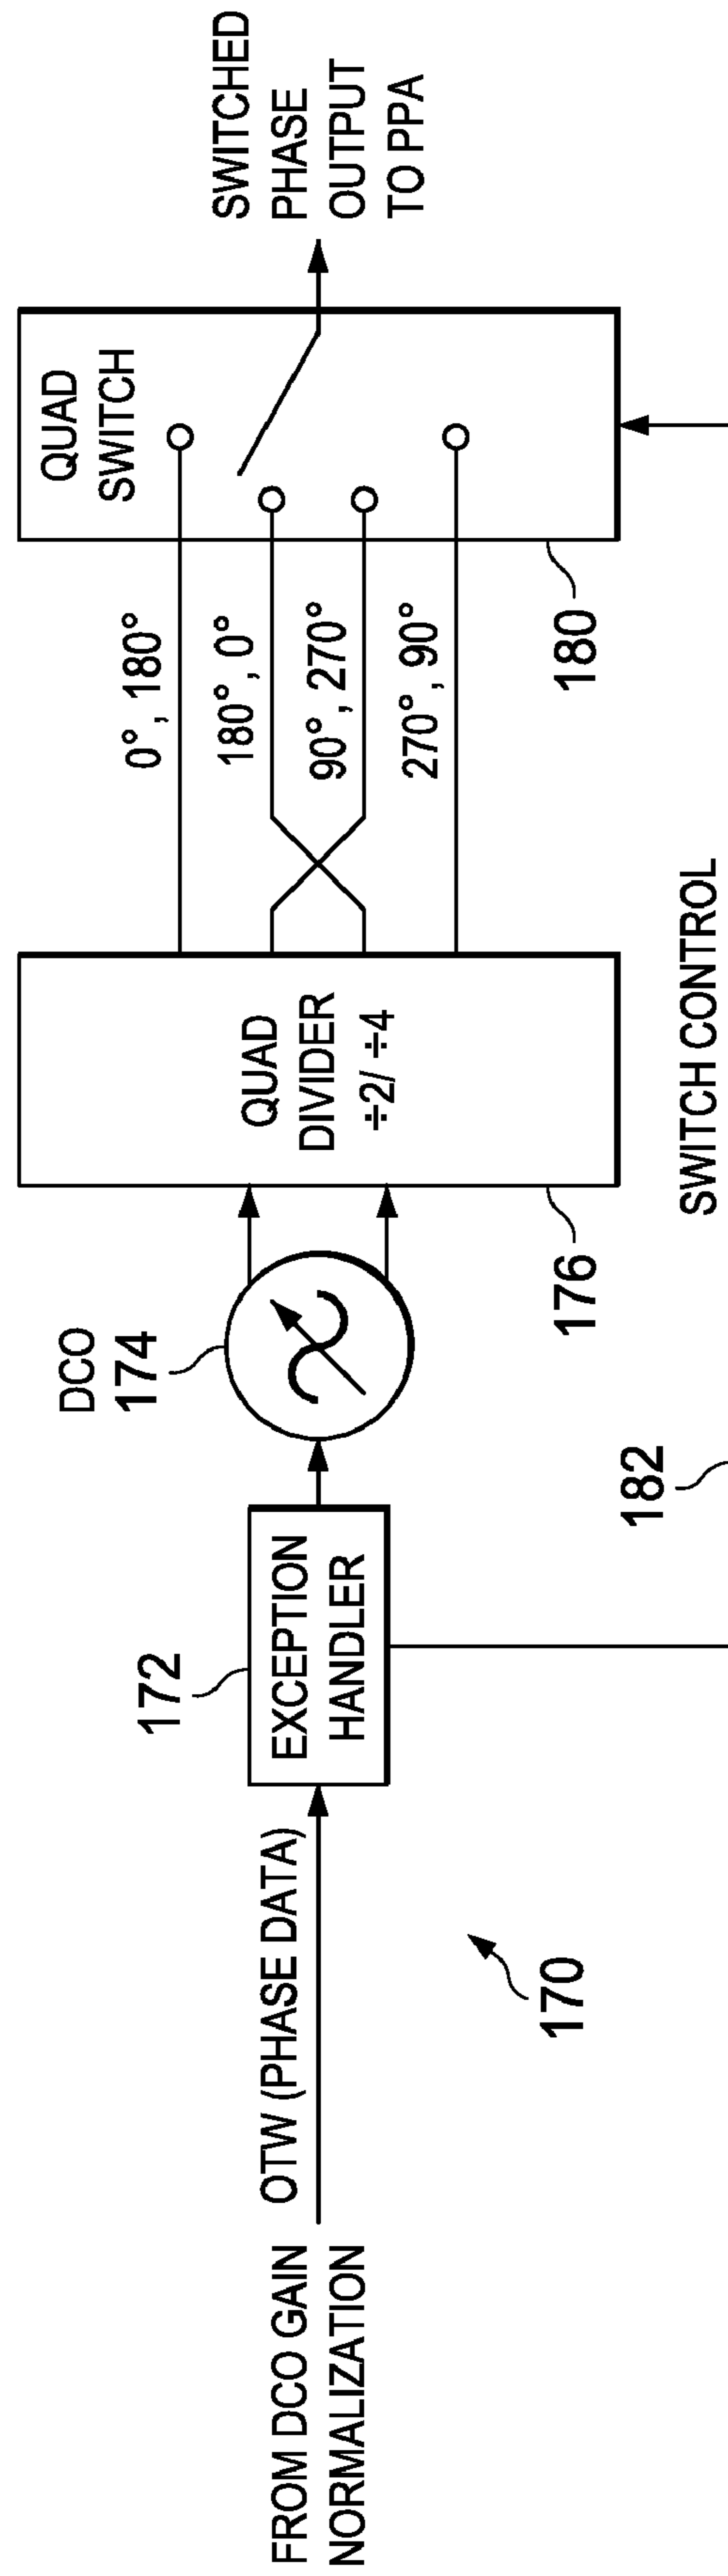 FROM DCO GAIN
NORMALIZATION
OTW (PHASE DATA)
170
172
EXCEPTION
HANDLER
DCO
174
176
QUAD
DIVIDER
÷2/ ÷4
0°, 180°
180°, 0°
90°, 270°
270°, 90°
180
QUAD
SWITCH
SWITCHED
PHASE
OUTPUT
TO PPA
182
SWITCH CONTROL